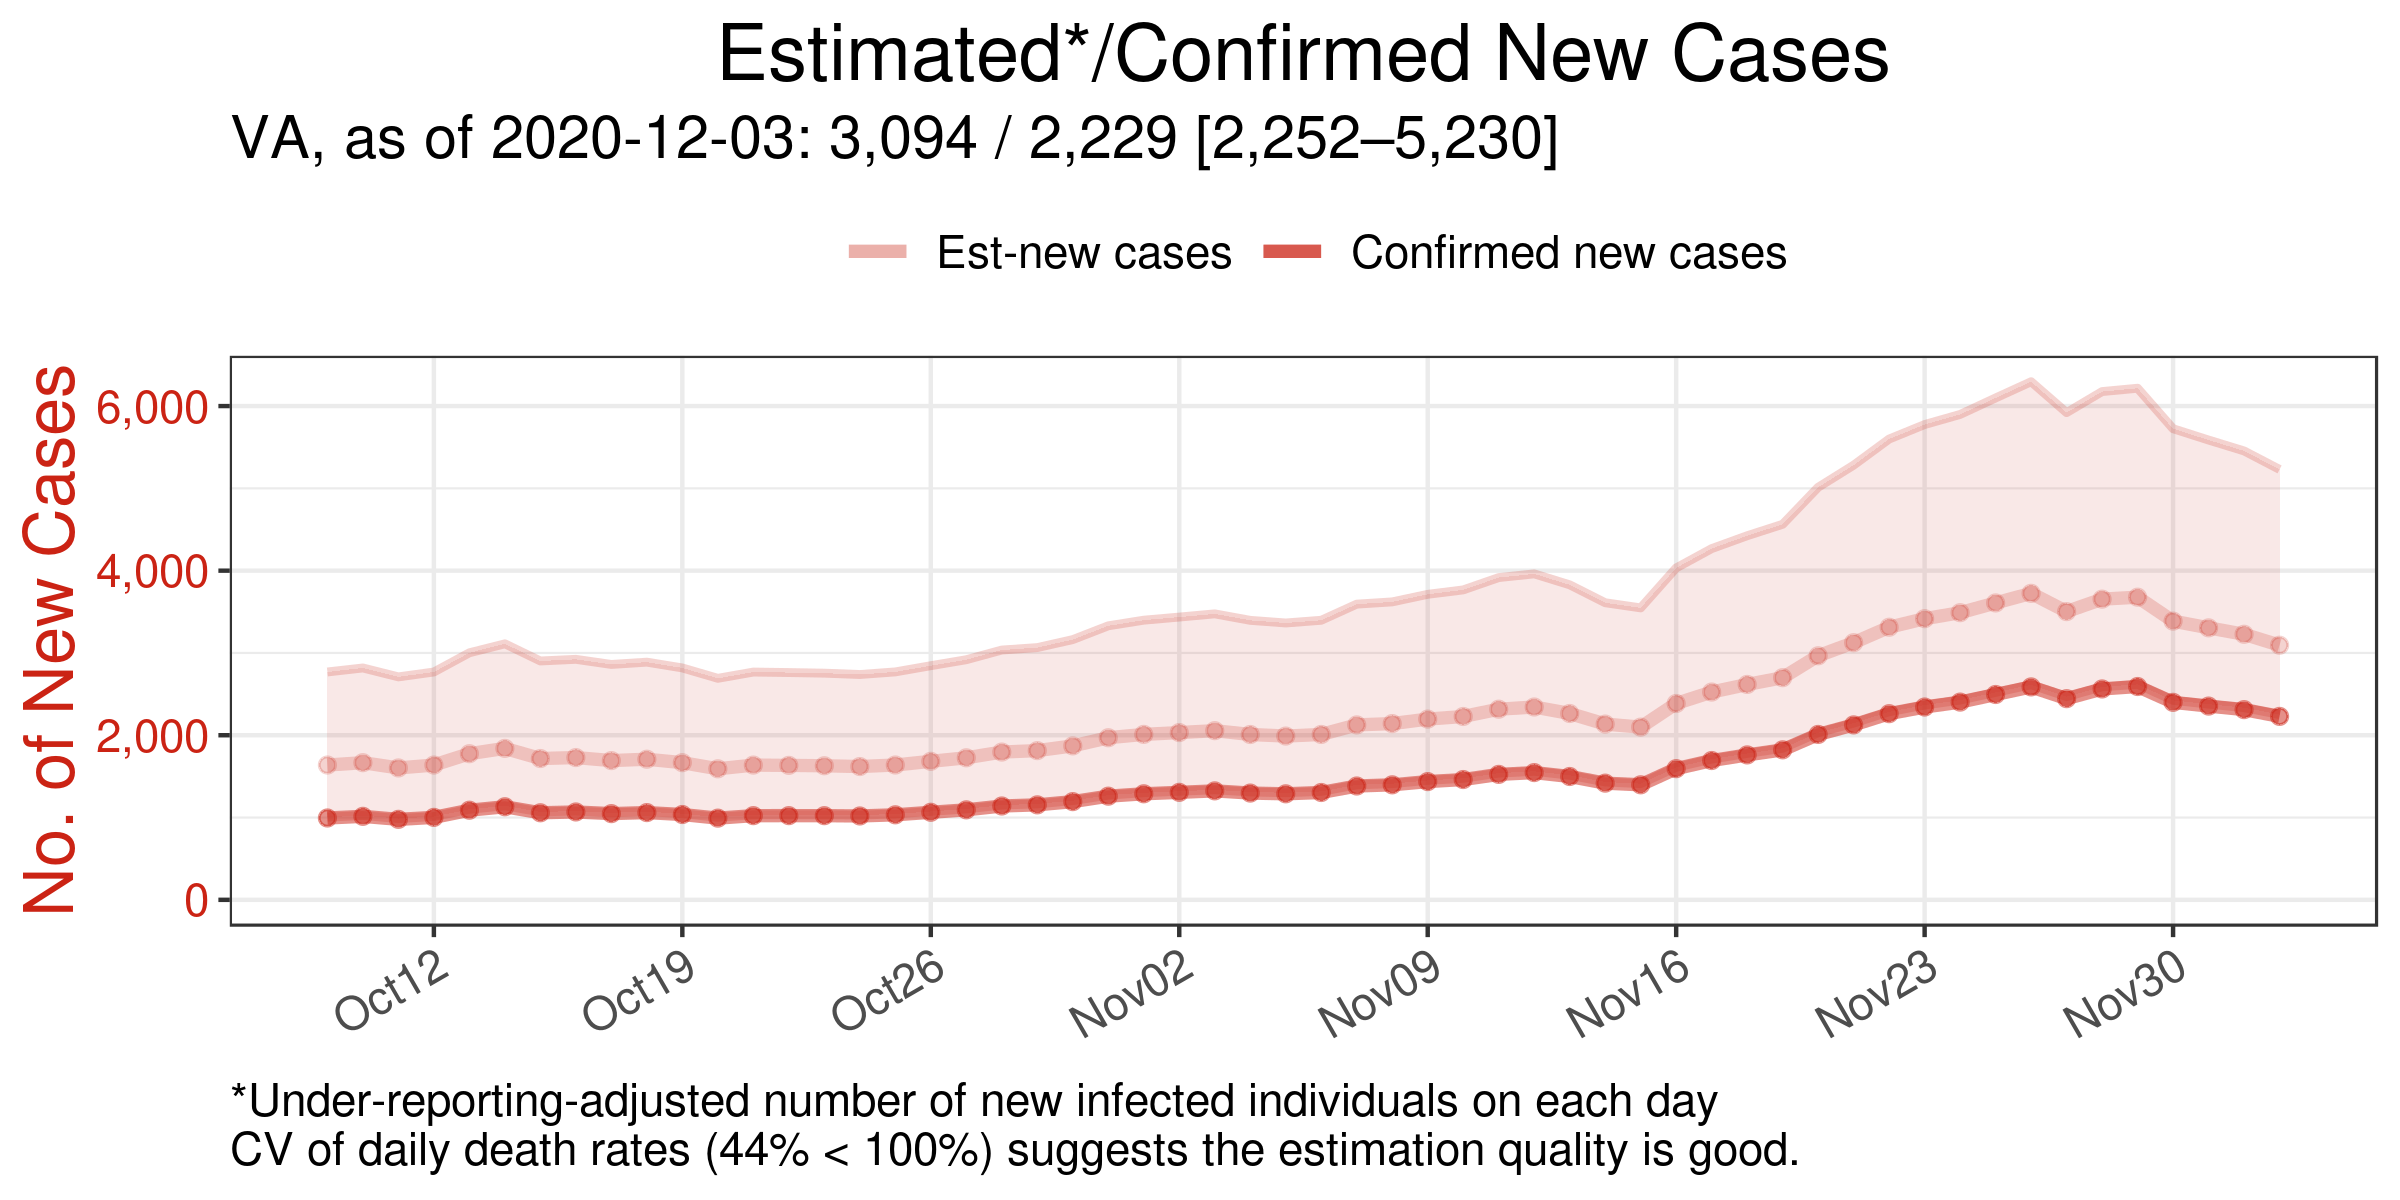 Estimated*/Confirmed New Cases
VA, as of 2020-12-03: 3,094 / 2,229 [2,252–5,230]
Est-new cases
Confirmed new cases
No. of New Cases
6,000
4,000
2,000
0
Oct12
Oct19
Oct26
Nov02
Nov09
Nov16
Nov23
Nov30
*Under-reporting-adjusted number of new infected individuals on each day
CV of daily death rates (44% < 100%) suggests the estimation quality is good.